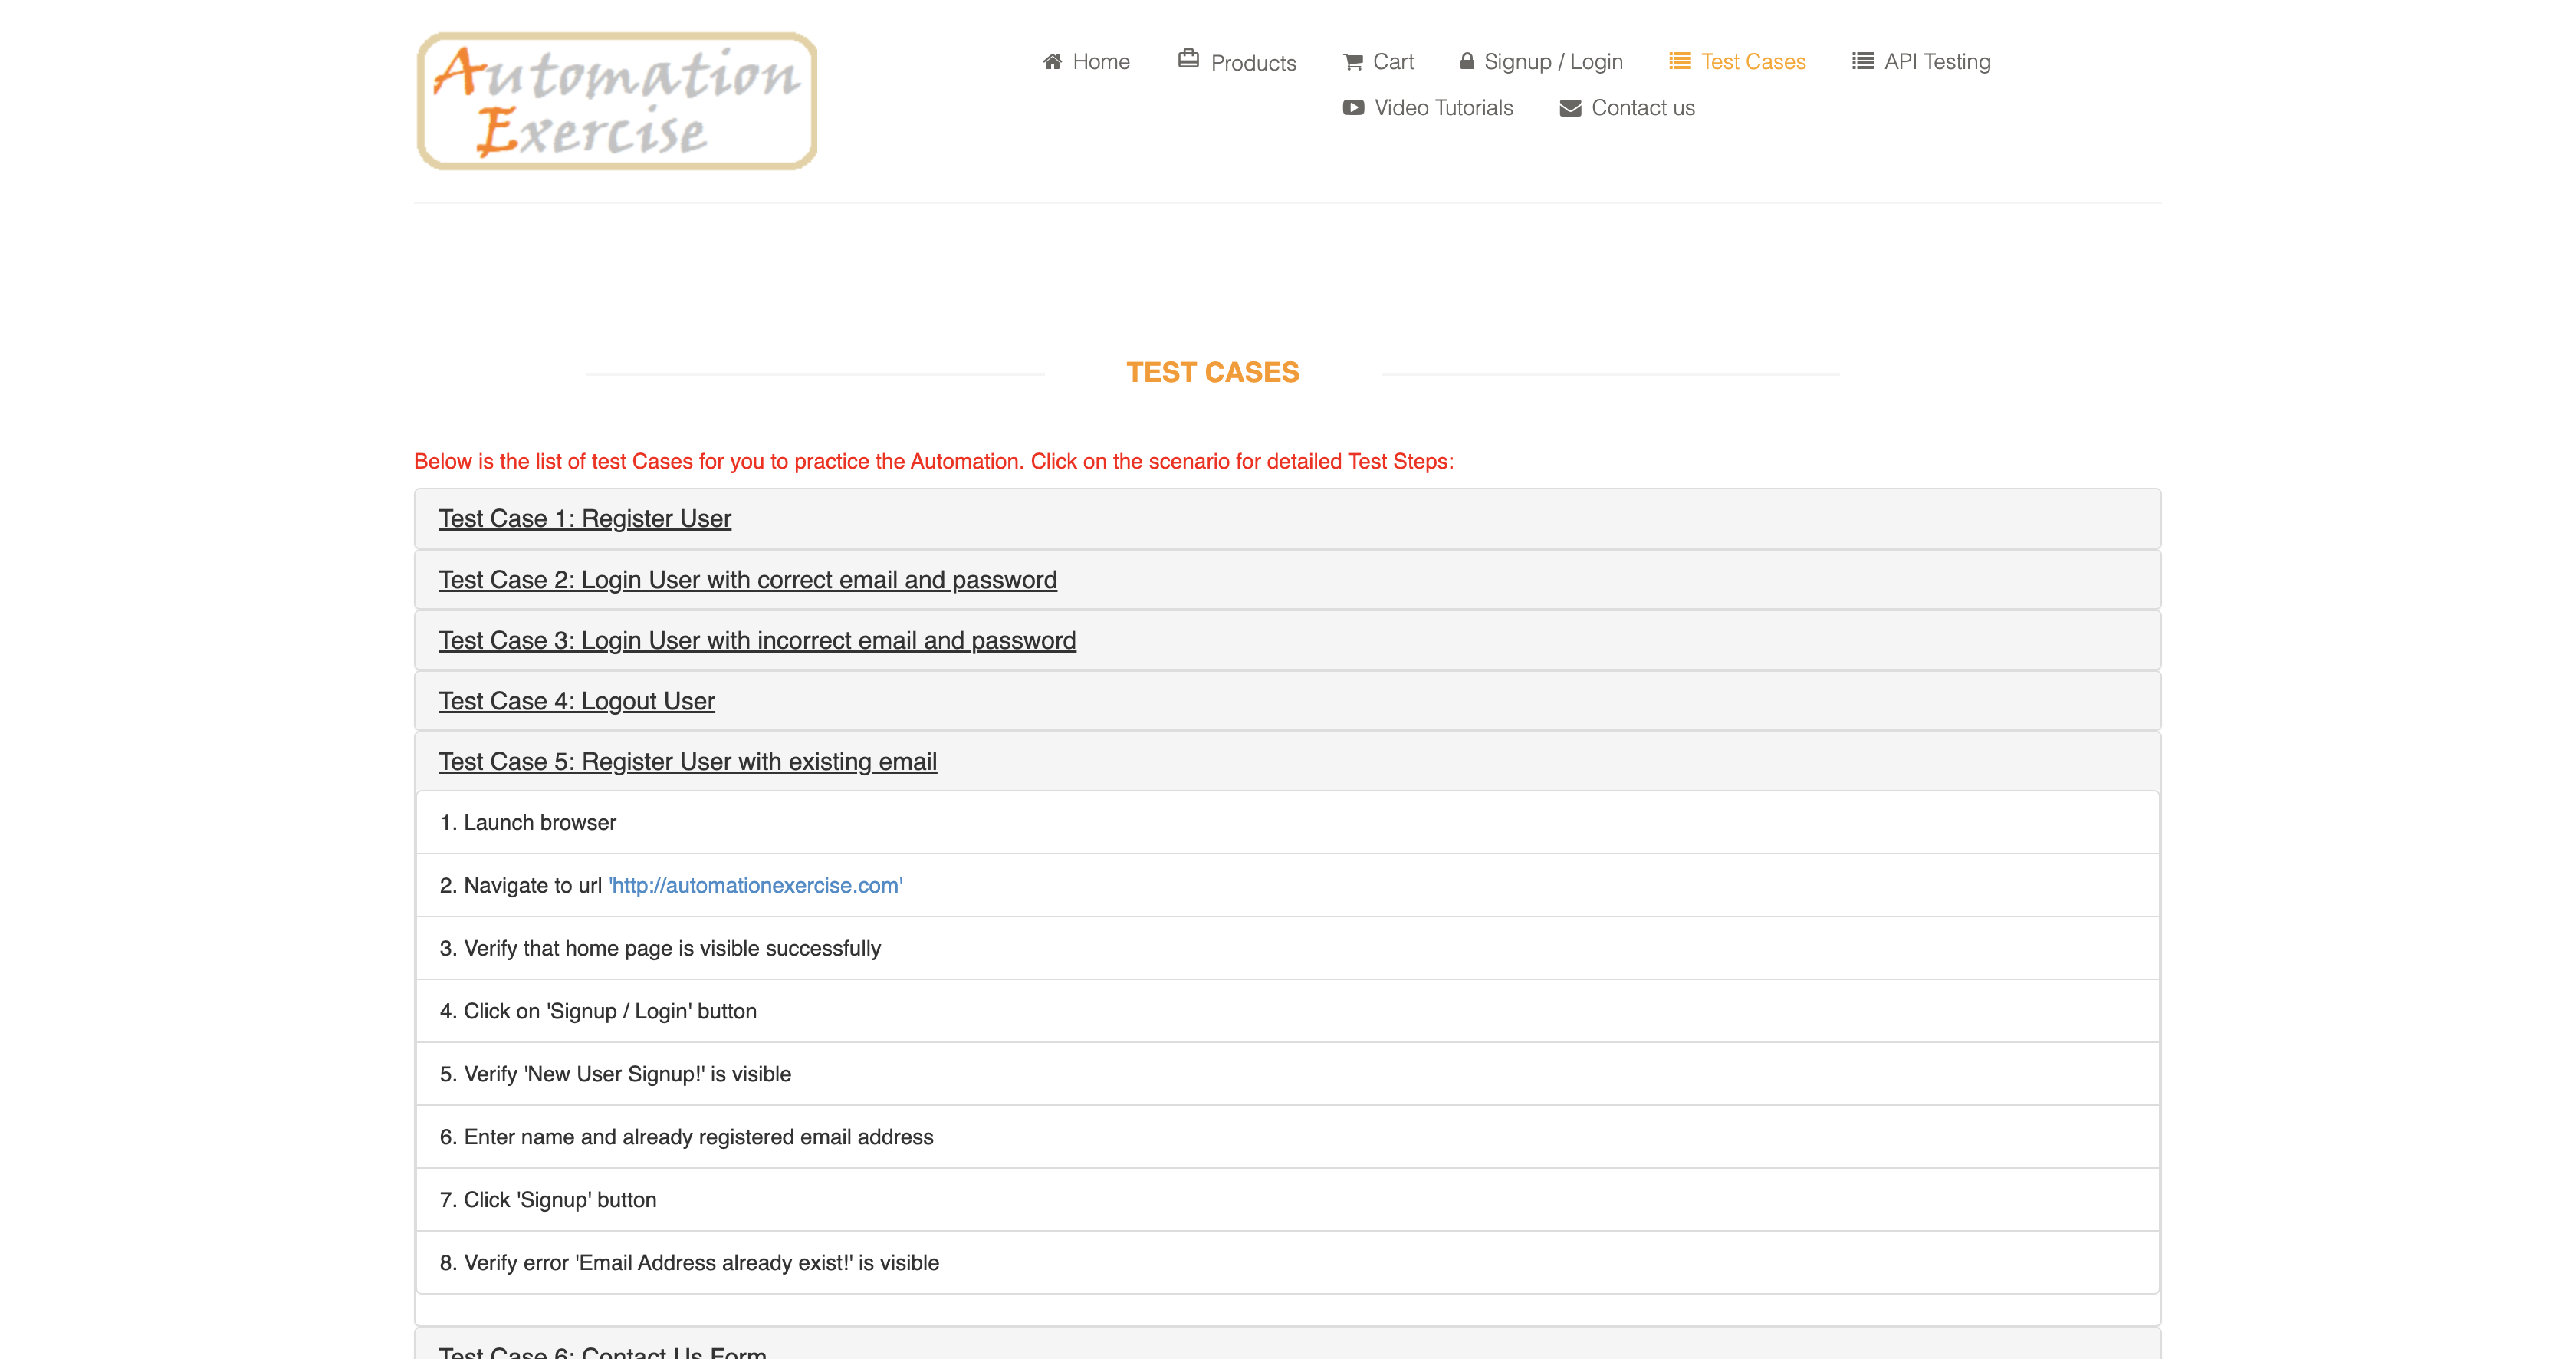 Automation
Exercise
Home Products Cart Signup / Login Test Cases API Testing
Video Tutorials Contact us
TEST CASES
Below is the list of test Cases for you to practice the Automation. Click on the scenario for detailed Test Steps:
Test Case 1: Register User
Test Case 2: Login User with correct email and password
Test Case 3: Login User with incorrect email and password
Test Case 4: Logout User
Test Case 5: Register User with existing email
1. Launch browser
2. Navigate to url 'http://automationexercise.com'
3. Verify that home page is visible successfully
4. Click on 'Signup / Login' button
5. Verify 'New User Signup!' is visible
6. Enter name and already registered email address
7. Click 'Signup' button
8. Verify error 'Email Address already exist!' is visible
Test Case 6: Contact Us Form